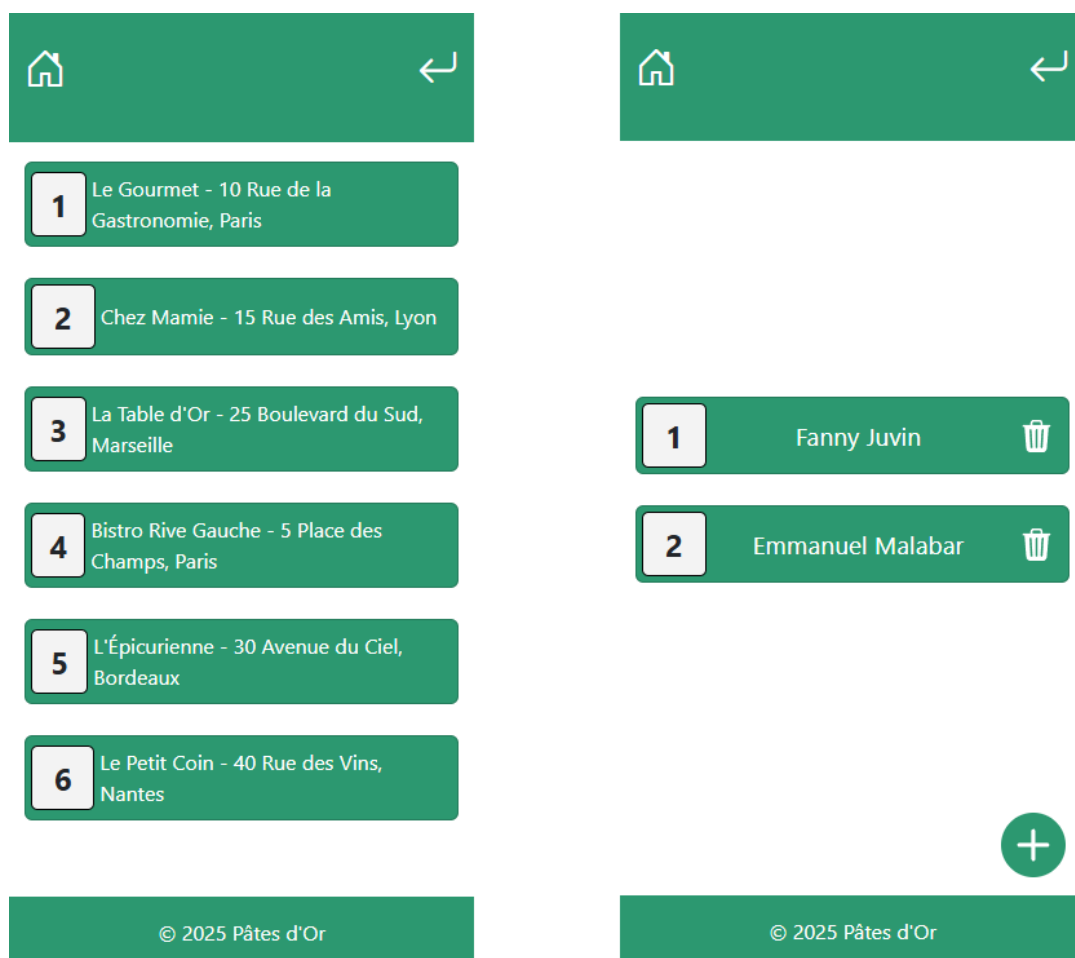 1
Le Gourmet - 10 Rue de la
Gastronomie, Paris
2
Chez Mamie - 15 Rue des Amis, Lyon
3
La Table d'Or - 25 Boulevard du Sud,
Marseille
4
Bistro Rive Gauche - 5 Place des
Champs, Paris
5
L'Épicurienne - 30 Avenue du Ciel,
Bordeaux
6
Le Petit Coin - 40 Rue des Vins,
Nantes
© 2025 Pâtes d'Or
1 Fanny Juvin
2 Emmanuel Malabar
© 2025 Pâtes d'Or